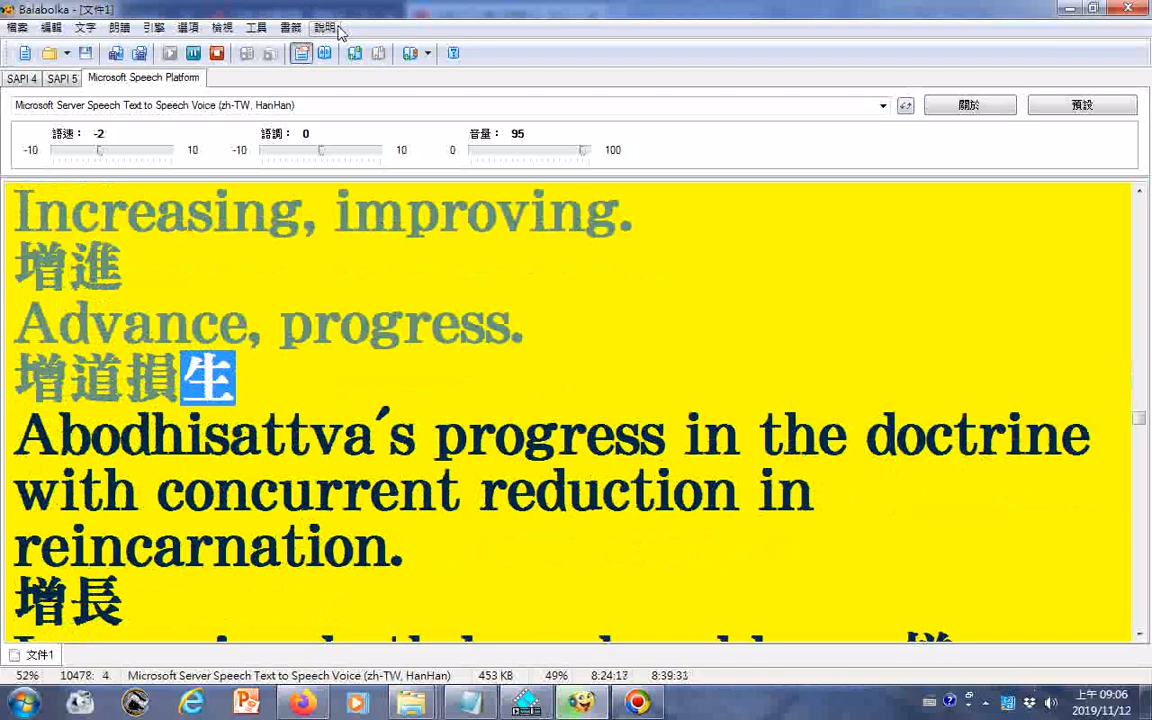 Balabolka - [文件1]
檔案 編輯 文字 朗讀 引擎 選項 檢視 工具 書籤 說明
SAPI 4 SAPI 5 Microsoft Speech Platform
Microsoft Server Speech Text to Speech Voice (zh-TW, HanHan) 關於 預設
語速： -2 語調： 0 音量： 95
-10 10 -10 10 0 100
Increasing, improving.
增進
Advance, progress.
增道損生
Abodhisattva's progress in the doctrine
with concurrent reduction in
reincarnation.
增長
文件1
52% 10478: 4 Microsoft Server Speech Text to Speech Voice (zh-TW, HanHan) 453 KB 49% 8:24:13 8:39:33
上午 09:06
2019/11/12